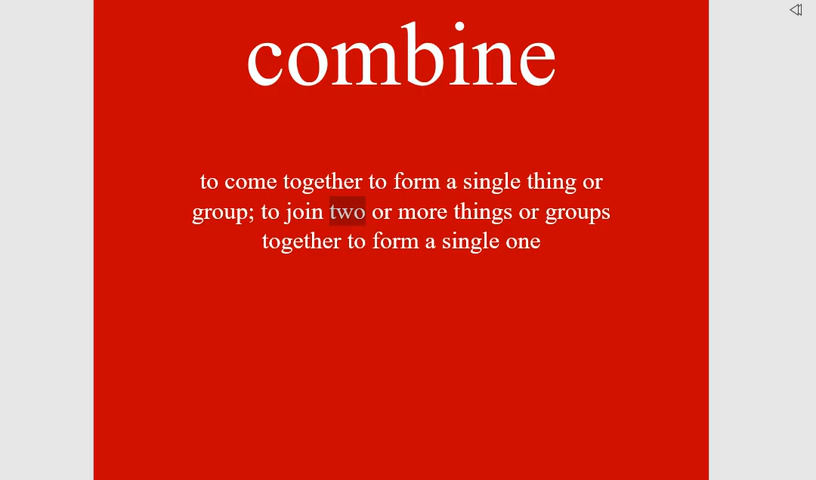 combine
to come together to form a single thing or
group; to join two or more things or groups
together to form a single one